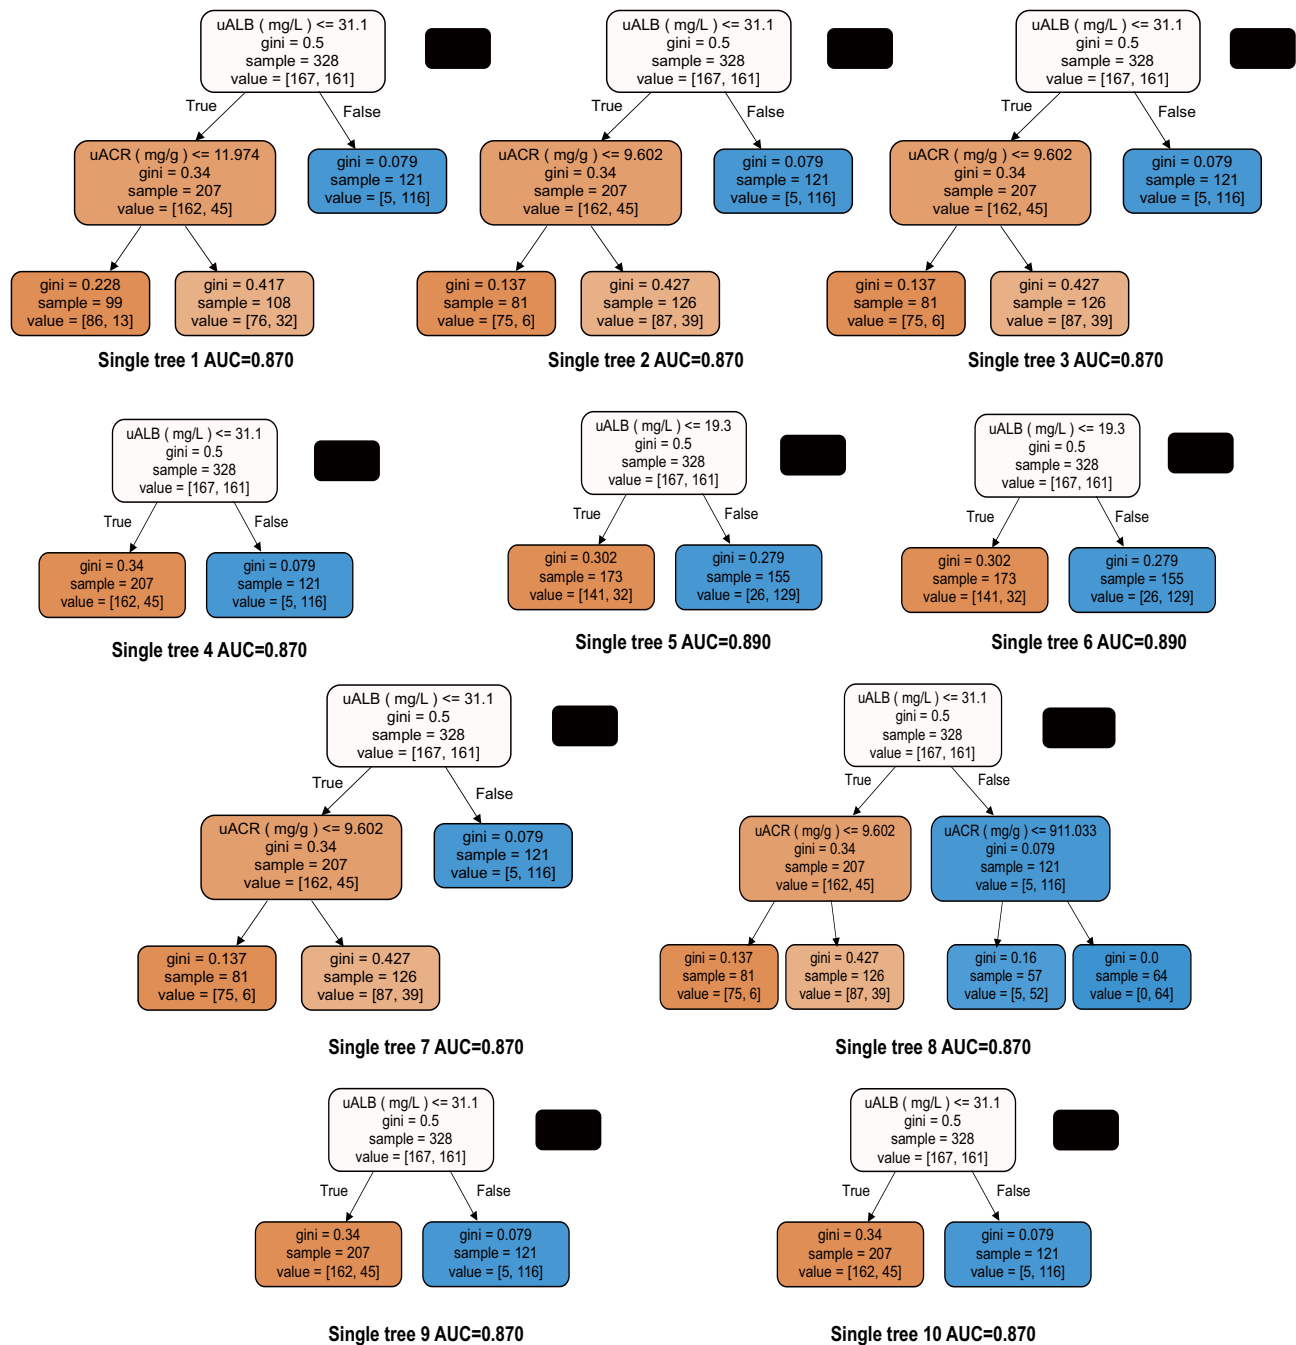 uALB ( mg/L ) <= 31.1
gini = 0.5
sample = 328
value = [167, 161]
True
False
uACR ( mg/g ) <= 11.974
gini = 0.34
sample = 207
value = [162, 45]
gini = 0.079
sample = 121
value = [5, 116]
gini = 0.228
sample = 99
value = [86, 13]
gini = 0.417
sample = 108
value = [76, 32]
Single tree 1 AUC=0.870
uALB ( mg/L ) <= 31.1
gini = 0.5
sample = 328
value = [167, 161]
True
False
uACR ( mg/g ) <= 9.602
gini = 0.34
sample = 207
value = [162, 45]
gini = 0.079
sample = 121
value = [5, 116]
gini = 0.137
sample = 81
value = [75, 6]
gini = 0.427
sample = 126
value = [87, 39]
Single tree 2 AUC=0.870
uALB ( mg/L ) <= 31.1
gini = 0.5
sample = 328
value = [167, 161]
True
False
uACR ( mg/g ) <= 9.602
gini = 0.34
sample = 207
value = [162, 45]
gini = 0.079
sample = 121
value = [5, 116]
gini = 0.137
sample = 81
value = [75, 6]
gini = 0.427
sample = 126
value = [87, 39]
Single tree 3 AUC=0.870
uALB ( mg/L ) <= 31.1
gini = 0.5
sample = 328
value = [167, 161]
True
False
gini = 0.34
sample = 207
value = [162, 45]
gini = 0.079
sample = 121
value = [5, 116]
Single tree 4 AUC=0.870
uALB ( mg/L ) <= 19.3
gini = 0.5
sample = 328
value = [167, 161]
True
False
gini = 0.302
sample = 173
value = [141, 32]
gini = 0.279
sample = 155
value = [26, 129]
Single tree 5 AUC=0.890
uALB ( mg/L ) <= 19.3
gini = 0.5
sample = 328
value = [167, 161]
True
False
gini = 0.302
sample = 173
value = [141, 32]
gini = 0.279
sample = 155
value = [26, 129]
Single tree 6 AUC=0.890
uALB ( mg/L ) <= 31.1
gini = 0.5
sample = 328
value = [167, 161]
True
False
uACR ( mg/g ) <= 9.602
gini = 0.34
sample = 207
value = [162, 45]
gini = 0.079
sample = 121
value = [5, 116]
gini = 0.137
sample = 81
value = [75, 6]
gini = 0.427
sample = 126
value = [87, 39]
Single tree 7 AUC=0.870
uALB ( mg/L ) <= 31.1
gini = 0.5
sample = 328
value = [167, 161]
True
False
uACR ( mg/g ) <= 9.602
gini = 0.34
sample = 207
value = [162, 45]
uACR ( mg/g ) <= 911.033
gini = 0.079
sample = 121
value = [5, 116]
gini = 0.137
sample = 81
value = [75, 6]
gini = 0.427
sample = 126
value = [87, 39]
gini = 0.16
sample = 57
value = [5, 52]
gini = 0.0
sample = 64
value = [0, 64]
Single tree 8 AUC=0.870
uALB ( mg/L ) <= 31.1
gini = 0.5
sample = 328
value = [167, 161]
True
False
gini = 0.34
sample = 207
value = [162, 45]
gini = 0.079
sample = 121
value = [5, 116]
Single tree 9 AUC=0.870
uALB ( mg/L ) <= 31.1
gini = 0.5
sample = 328
value = [167, 161]
True
False
gini = 0.34
sample = 207
value = [162, 45]
gini = 0.079
sample = 121
value = [5, 116]
Single tree 10 AUC=0.870